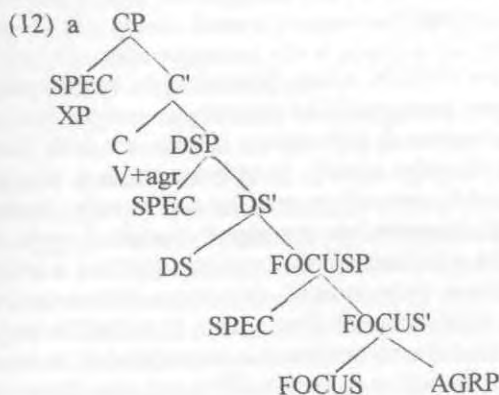 (12) a CP
SPEC C'
XP
C DSP
V+agr
SPEC DS'
DS FOCUSP
SPEC FOCUS'
FOCUS AGRP